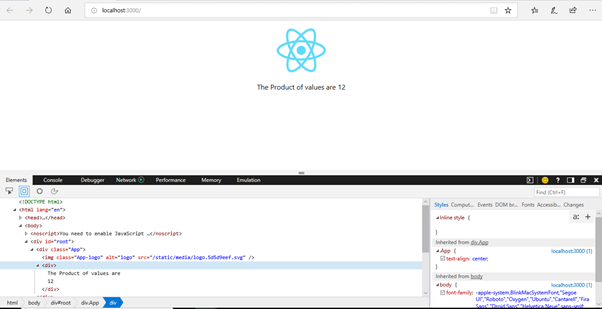 localhost:3000/
The Product of values are 12
Elements Console Debugger Network Performance Memory Emulation
Find (Ctrl+F)
Styles Comput... Events DOM br... Fonts Accessib... Changes
<!DOCTYPE html>
<html lang="en">
<head>…</head>
<body>
<noscript>You need to enable JavaScript …</noscript>
<div id="root">
<div class="App">
<img class="App-logo" alt="logo" src="/static/media/logo.5d5d9eef.svg" />
<div>
The Product of values are
12
</div>
Inline style {
a:
}
Inherited from div.App
.App { localhost:3000 (1)
text-align: center;
}
Inherited from body
body { localhost:3000 (1)
font-family: -apple-system,BlinkMacSystemFont,"Segoe
UI","Roboto","Oxygen","Ubuntu","Cantarell","Fira
Sans","Droid Sans","Helvetica Neue",sans-serif;
html body div#root div.App div